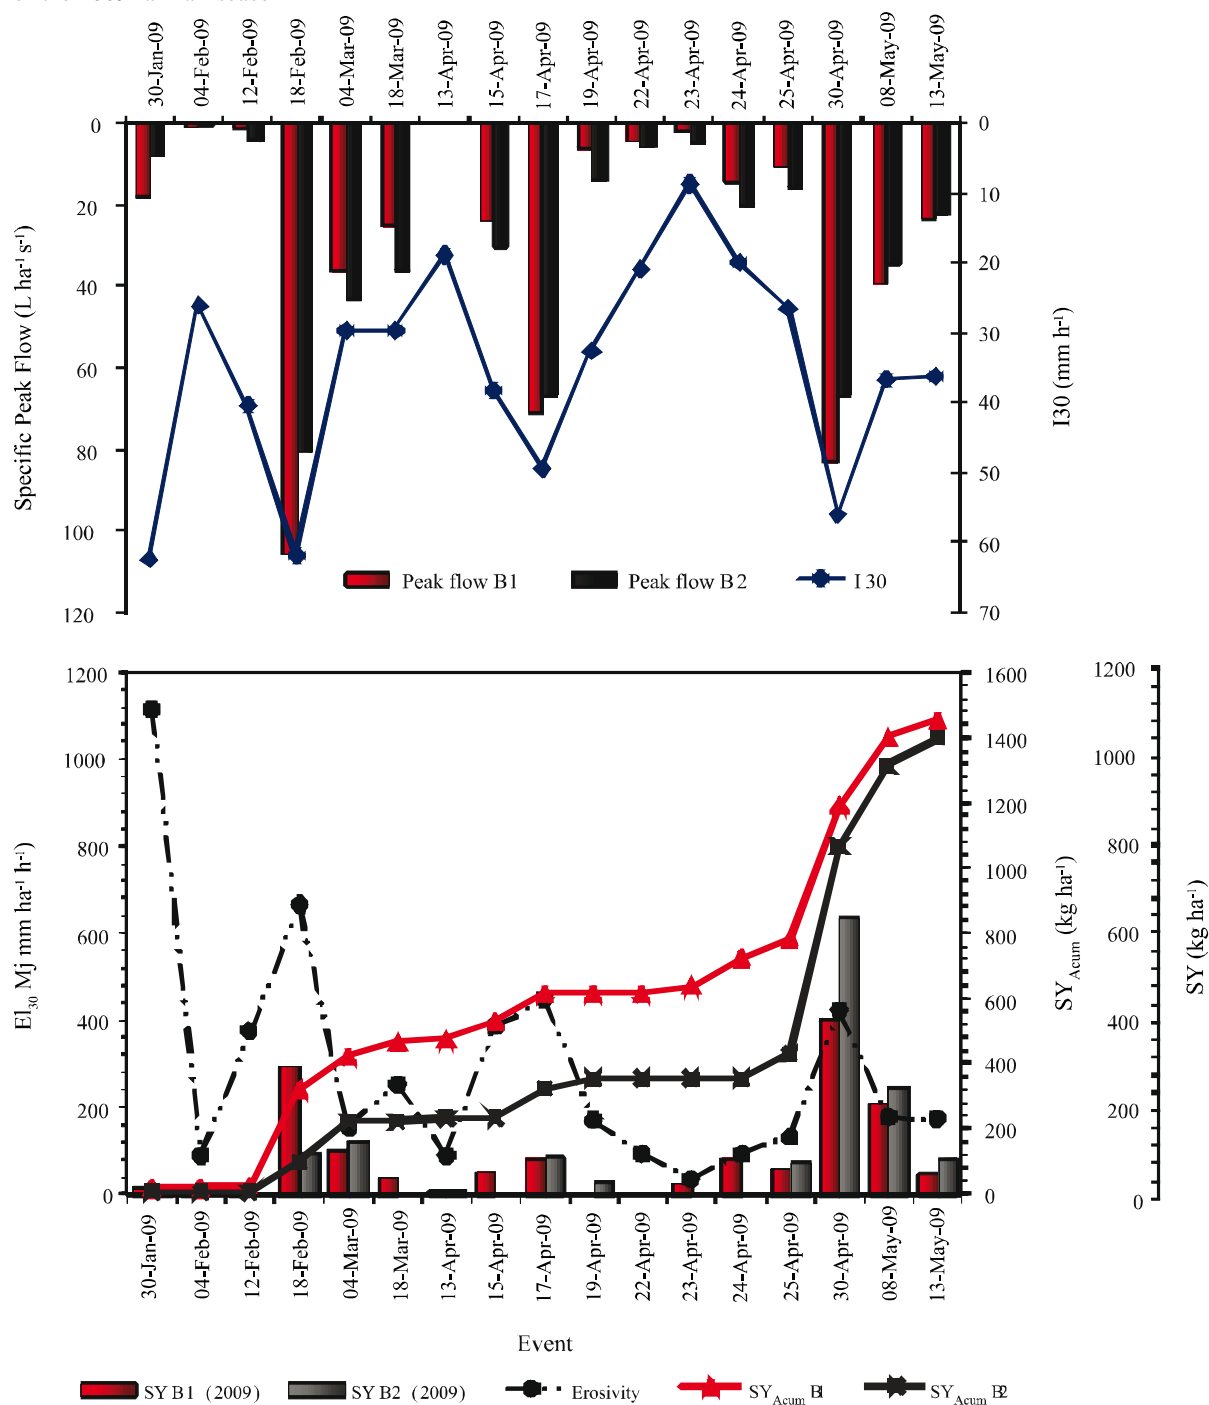 30-Jan-09
04-Feb-09
12-Feb-09
18-Feb-09
04-Mar-09
18-Mar-09
13-Apr-09
15-Apr-09
17-Apr-09
19-Apr-09
22-Apr-09
23-Apr-09
24-Apr-09
25-Apr-09
30-Apr-09
08-May-09
13-May-09
Specific Peak Flow (L ha⁻¹ s⁻¹)
0
20
40
60
80
100
120
0
10
20
30
40
50
60
70
I30 (mm h⁻¹)
Peak flow B1
Peak flow B2
I 30
El₃₀ Mj mm ha⁻¹ h⁻¹)
1200
1000
800
600
400
200
0
1600
1400
1200
1000
800
600
400
200
0
SY_Acum (kg ha⁻¹)
1200
1000
800
600
400
200
0
SY (kg ha⁻¹)
30-Jan-09
04-Feb-09
12-Feb-09
18-Feb-09
04-Mar-09
18-Mar-09
13-Apr-09
15-Apr-09
17-Apr-09
19-Apr-09
22-Apr-09
23-Apr-09
24-Apr-09
25-Apr-09
30-Apr-09
08-May-09
13-May-09
Event
SY B1 (2009)
SY B2 (2009)
Erosivity
SY_Acum B1
SY_Acum B2